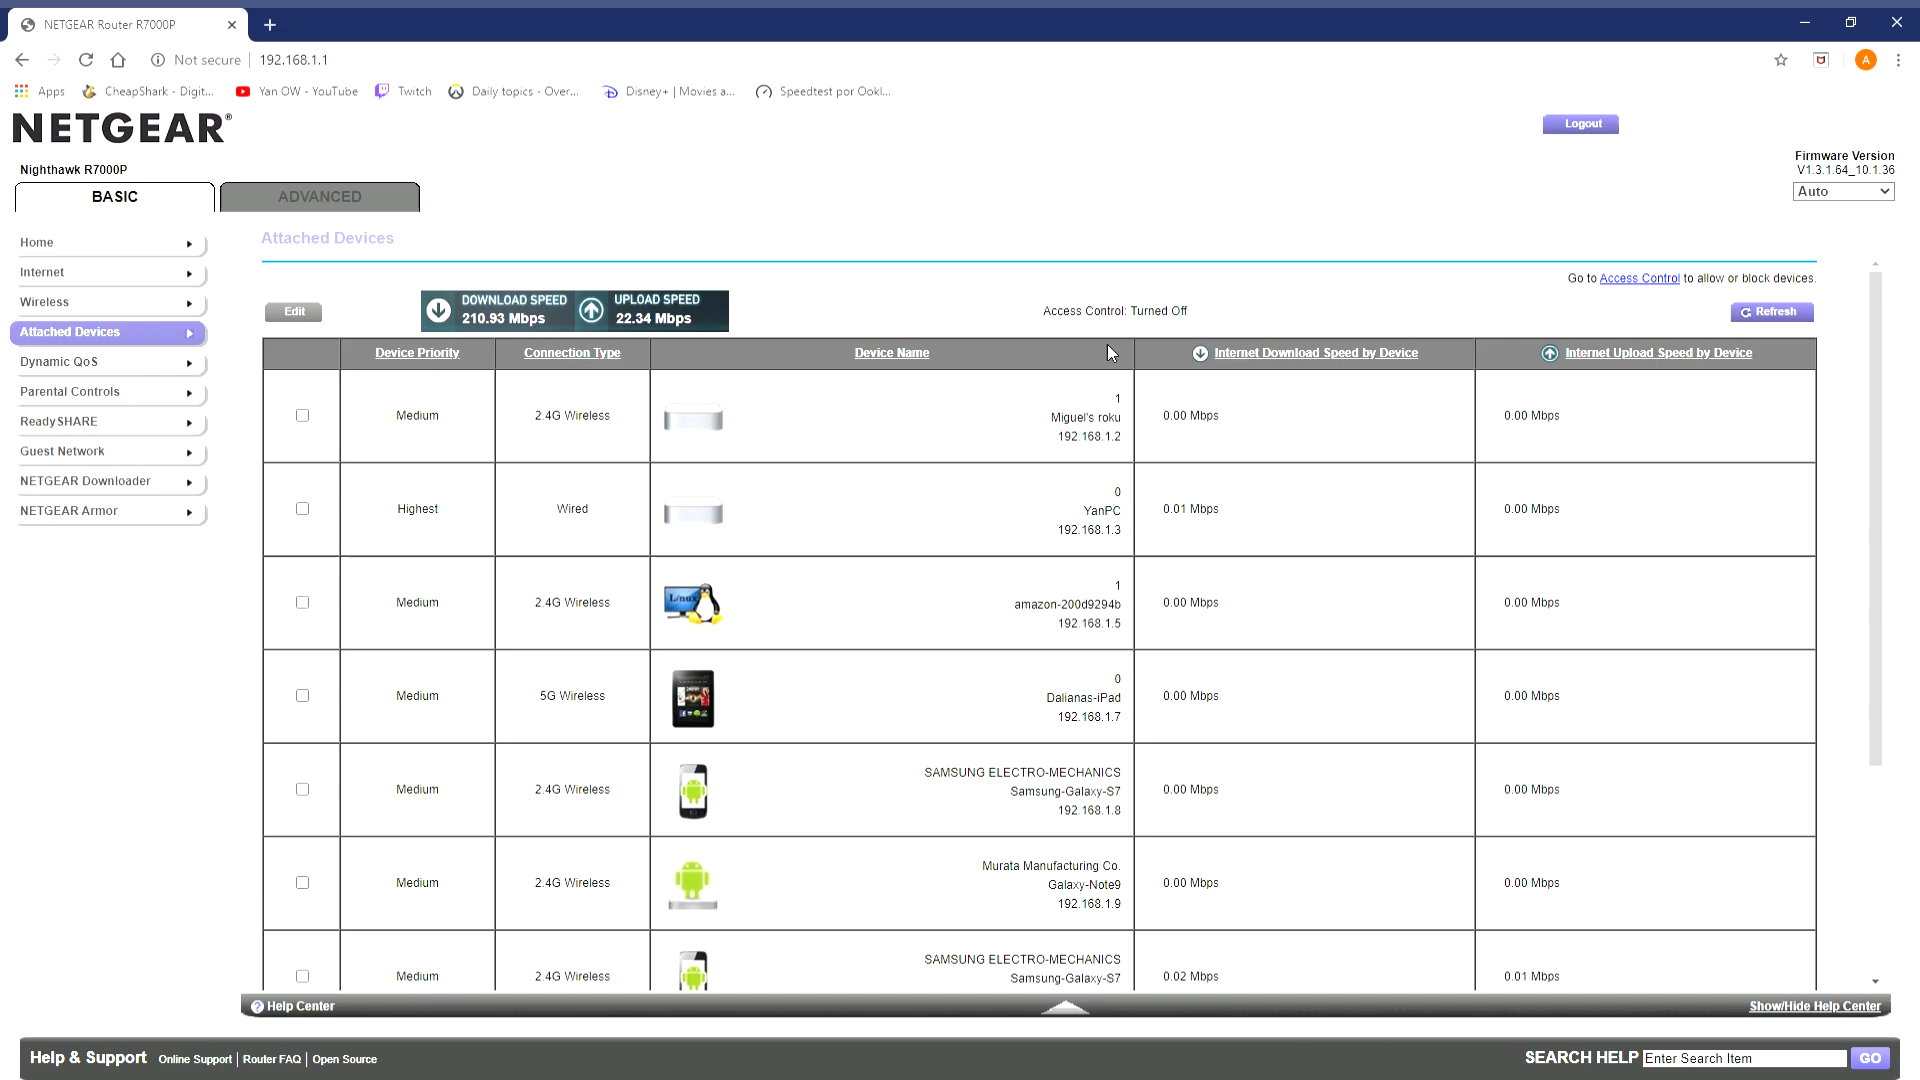 NETGEAR Router R7000P
Not secure 192.168.1.1
Apps CheapShark - Digit... Yan OW - YouTube Twitch Daily topics - Over... Disney+ | Movies a... Speedtest por Ookl...
A
NETGEAR®
Logout
Nighthawk R7000P
Firmware Version
V1.3.1.64_10.1.36
Auto
BASIC
ADVANCED
Home
Internet
Wireless
Attached Devices
Dynamic QoS
Parental Controls
ReadySHARE
Guest Network
NETGEAR Downloader
NETGEAR Armor
Attached Devices
Go to Access Control to allow or block devices.
Edit
DOWNLOAD SPEED
210.93 Mbps
UPLOAD SPEED
22.34 Mbps
Access Control: Turned Off
Refresh
Device Priority Connection Type Device Name Internet Download Speed by Device Internet Upload Speed by Device
Medium 2.4G Wireless
1
Miguel's roku
192.168.1.2
0.00 Mbps 0.00 Mbps
Highest Wired
0
YanPC
192.168.1.3
0.01 Mbps 0.00 Mbps
Medium 2.4G Wireless
Linux
1
amazon-200d9294b
192.168.1.5
0.00 Mbps 0.00 Mbps
Medium 5G Wireless
0
Dalianas-iPad
192.168.1.7
0.00 Mbps 0.00 Mbps
Medium 2.4G Wireless
SAMSUNG ELECTRO-MECHANICS
Samsung-Galaxy-S7
192.168.1.8
0.00 Mbps 0.00 Mbps
Medium 2.4G Wireless
Murata Manufacturing Co.
Galaxy-Note9
192.168.1.9
0.00 Mbps 0.00 Mbps
Medium 2.4G Wireless
SAMSUNG ELECTRO-MECHANICS
Samsung-Galaxy-S7
0.02 Mbps 0.01 Mbps
Help Center
Show/Hide Help Center
Help & Support Online Support | Router FAQ | Open Source
SEARCH HELP Enter Search Item GO